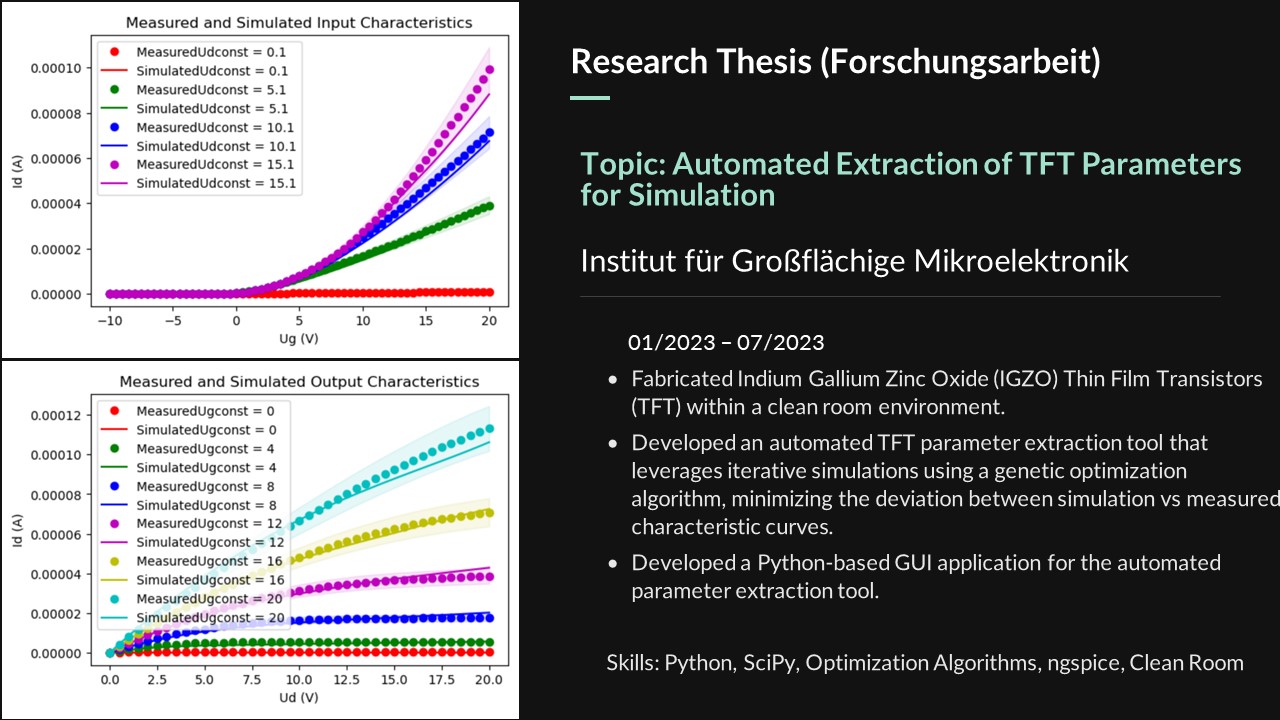 Measured and Simulated Input Characteristics
MeasuredUdconst = 0.1
SimulatedUdconst = 0.1
MeasuredUdconst = 5.1
SimulatedUdconst = 5.1
MeasuredUdconst = 10.1
SimulatedUdconst = 10.1
MeasuredUdconst = 15.1
SimulatedUdconst = 15.1
Id (A)
0.00010
0.00008
0.00006
0.00004
0.00002
0.00000
−10 −5 0 5 10 15 20
Ug (V)
Measured and Simulated Output Characteristics
MeasuredUgconst = 0
SimulatedUgconst = 0
MeasuredUgconst = 4
SimulatedUgconst = 4
MeasuredUgconst = 8
SimulatedUgconst = 8
MeasuredUgconst = 12
SimulatedUgconst = 12
MeasuredUgconst = 16
SimulatedUgconst = 16
MeasuredUgconst = 20
SimulatedUgconst = 20
Id (A)
0.00012
0.00010
0.00008
0.00006
0.00004
0.00002
0.00000
0.0 2.5 5.0 7.5 10.0 12.5 15.0 17.5 20.0
Ud (V)
Research Thesis (Forschungsarbeit)
Topic: Automated Extraction of TFT Parameters
for Simulation
Institut für Großflächige Mikroelektronik
01/2023 – 07/2023
• Fabricated Indium Gallium Zinc Oxide (IGZO) Thin Film Transistors
(TFT) within a clean room environment.
• Developed an automated TFT parameter extraction tool that
leverages iterative simulations using a genetic optimization
algorithm, minimizing the deviation between simulation vs measured
characteristic curves.
• Developed a Python-based GUI application for the automated
parameter extraction tool.
Skills: Python, SciPy, Optimization Algorithms, ngspice, Clean Room